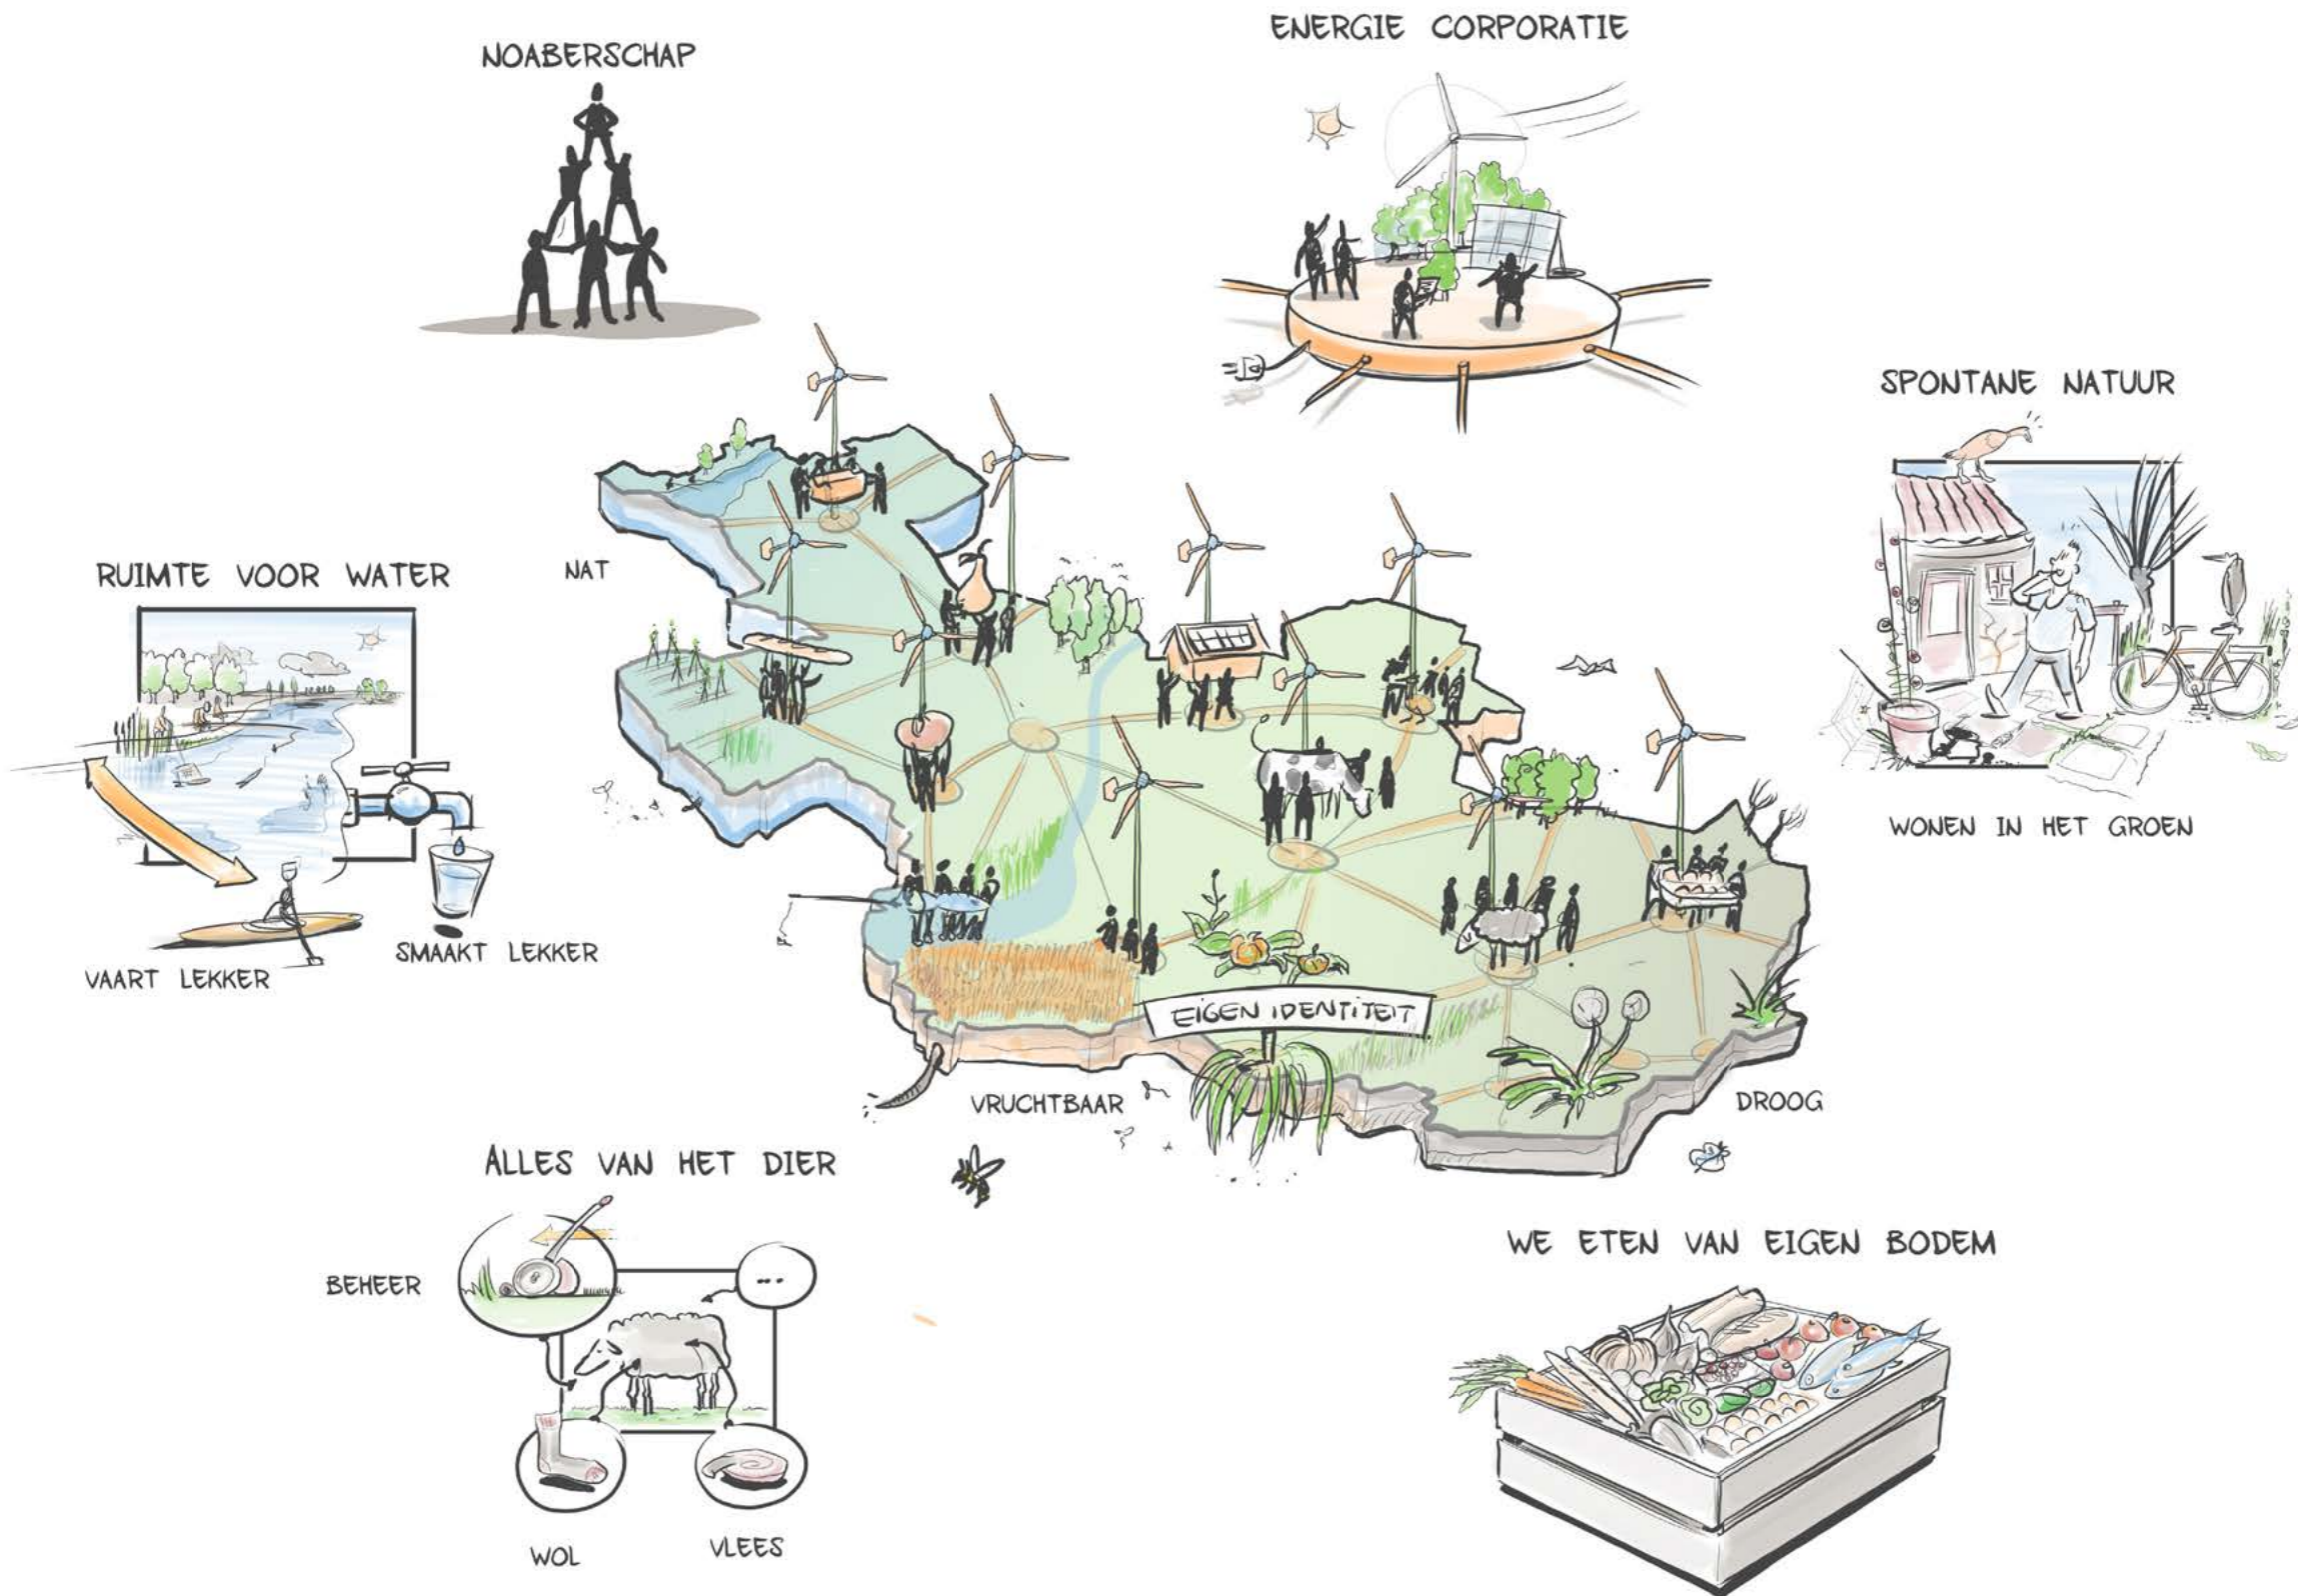 NOABERSCHAP
ENERGIE CORPORATIE
SPONTANE NATUUR
RUIMTE VOOR WATER
NAT
WONEN IN HET GROEN
SMAAKT LEKKER
VAART LEKKER
EIGEN IDENTITEIT
VRUCHTBAAR
DROOG
ALLES VAN HET DIER
BEHEER
...
WOL
VLEES
WE ETEN VAN EIGEN BODEM